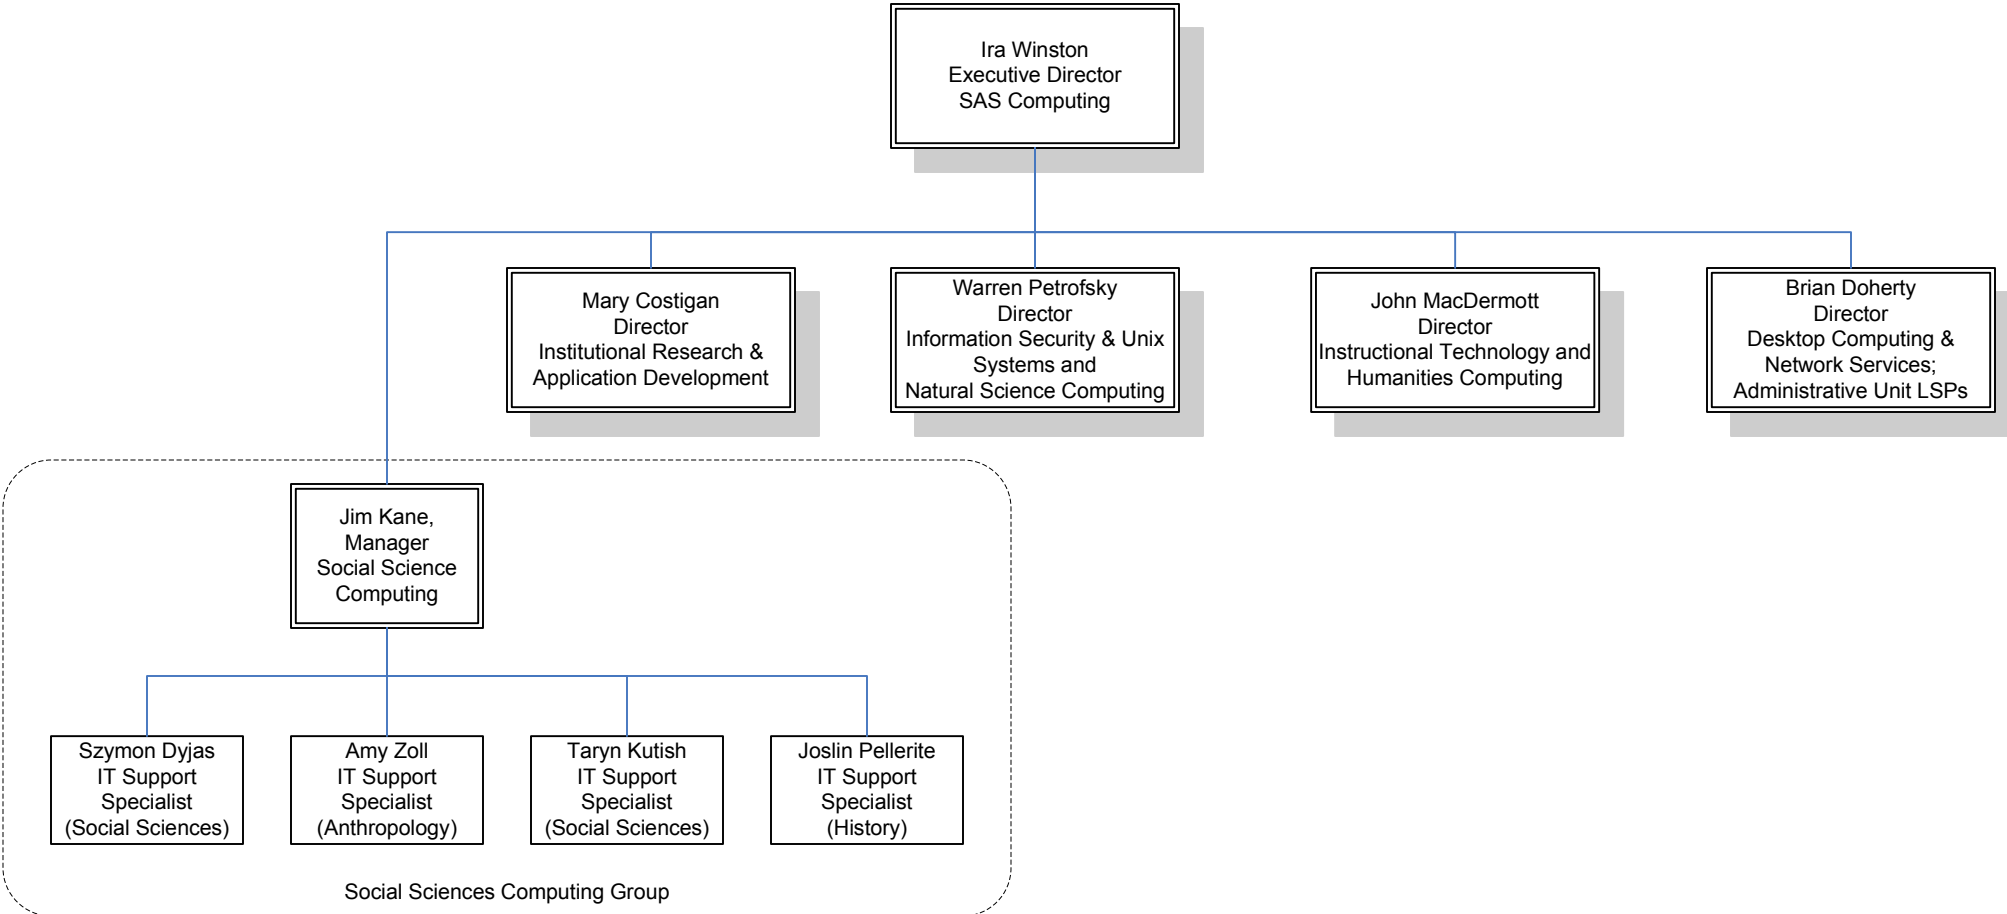 Ira Winston
Executive Director
SAS Computing
Mary Costigan
Director
Institutional Research &
Application Development
Warren Petrofsky
Director
Information Security & Unix
Systems and
Natural Science Computing
John MacDermott
Director
Instructional Technology and
Humanities Computing
Brian Doherty
Director
Desktop Computing &
Network Services;
Administrative Unit LSPs
Jim Kane,
Manager
Social Science
Computing
Szymon Dyjas
IT Support
Specialist
(Social Sciences)
Amy Zoll
IT Support
Specialist
(Anthropology)
Taryn Kutish
IT Support
Specialist
(Social Sciences)
Joslin Pellerite
IT Support
Specialist
(History)
Social Sciences Computing Group